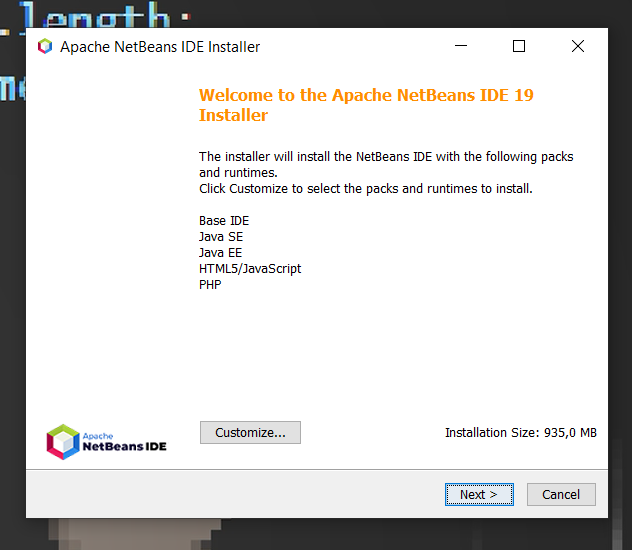 .length;
me
Apache NetBeans IDE Installer
Welcome to the Apache NetBeans IDE 19
Installer
The installer will install the NetBeans IDE with the following packs
and runtimes.
Click Customize to select the packs and runtimes to install.
Base IDE
Java SE
Java EE
HTML5/JavaScript
PHP
Apache
NetBeans IDE
Customize...
Installation Size: 935,0 MB
Next >
Cancel